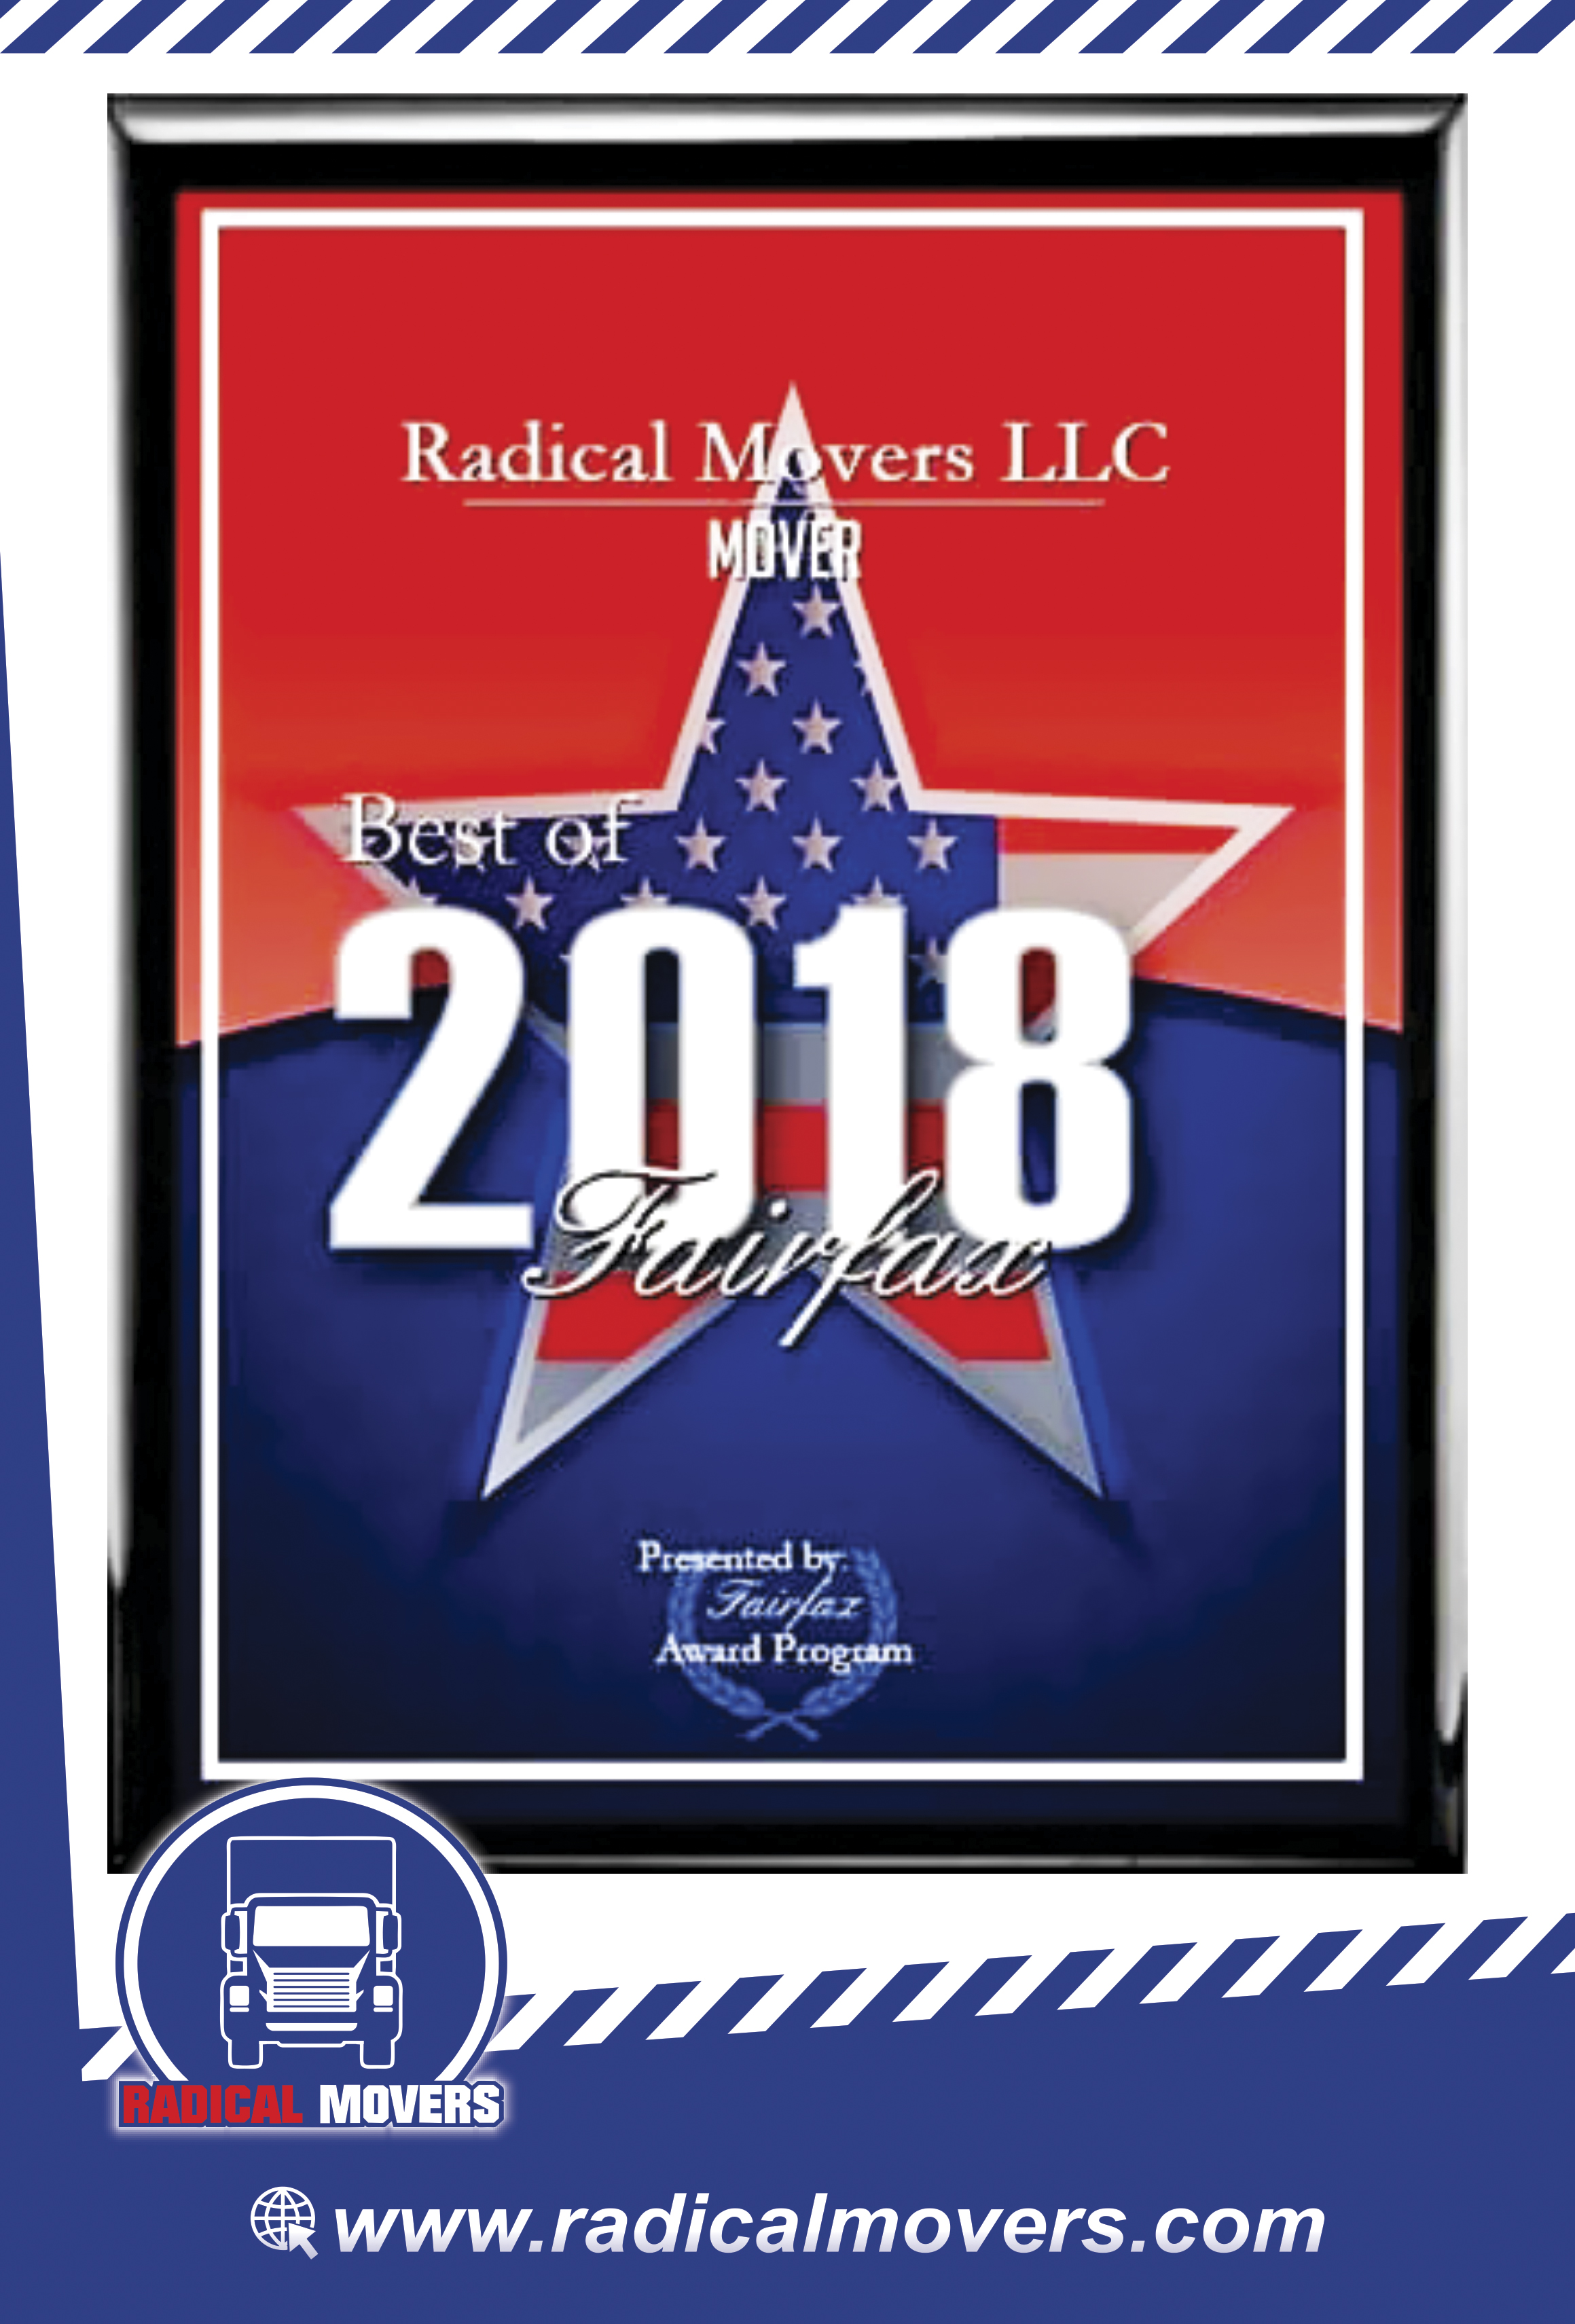 Radical Movers LLC
MOVER
Best of
2018
Fairfax
Presented by:
Fairfax
Award Program
RADICAL MOVERS
www.radicalmovers.com